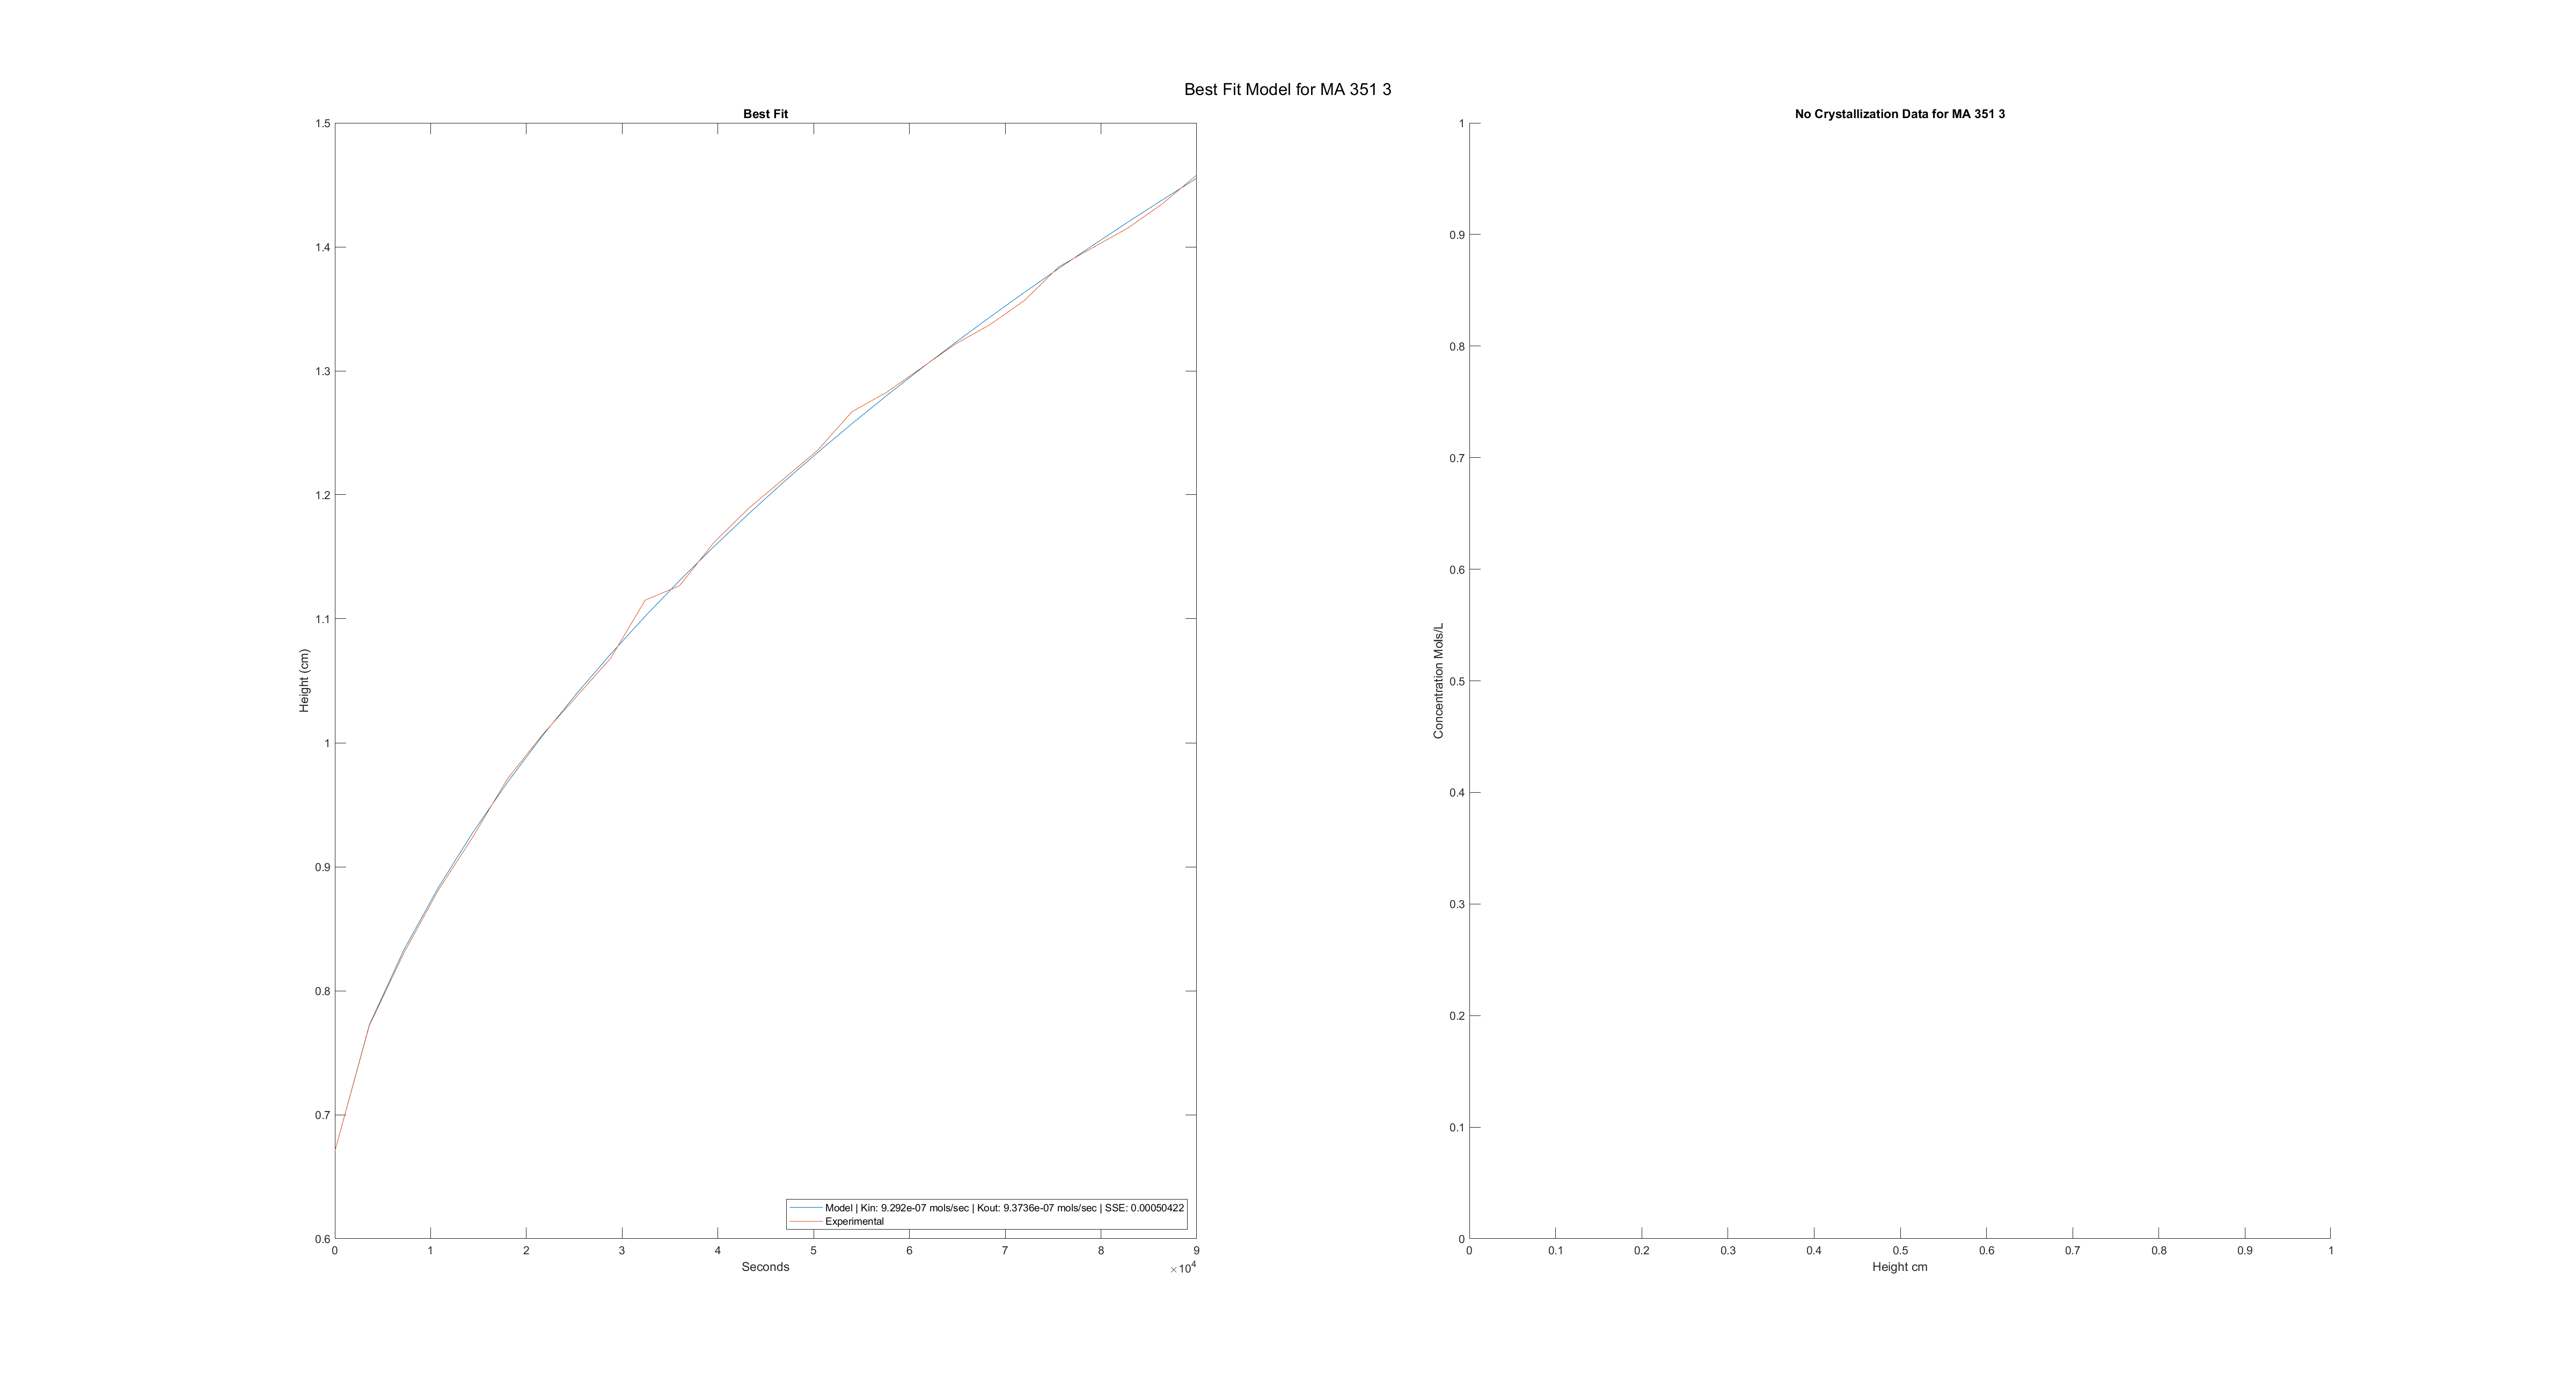 Best Fit Model for MA 351 3
Best Fit
1.5
1.4
1.3
1.2
1.1
1
0.9
0.8
0.7
0.6
Height (cm)
0 1 2 3 4 5 6 7 8 9
Seconds
×10^4
Model | Kin: 9.292e-07 mols/sec | Kout: 9.3736e-07 mols/sec | SSE: 0.00050422
Experimental
No Crystallization Data for MA 351 3
1
0.9
0.8
0.7
0.6
0.5
0.4
0.3
0.2
0.1
0
Concentration Mols/L
0 0.1 0.2 0.3 0.4 0.5 0.6 0.7 0.8 0.9 1
Height cm